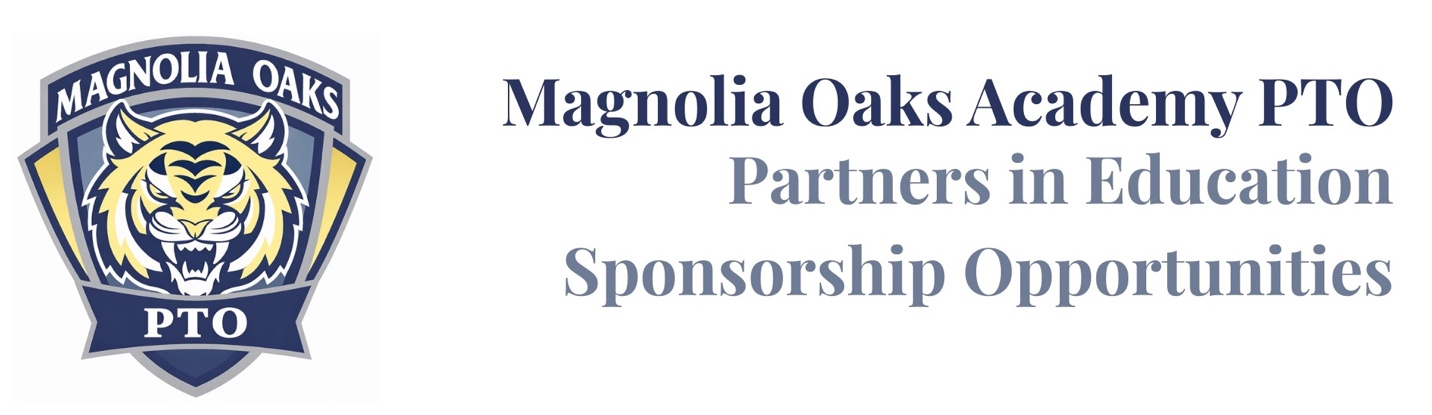 MAGNOLIA OAKS
PTO
Magnolia Oaks Academy PTO
Partners in Education
Sponsorship Opportunities